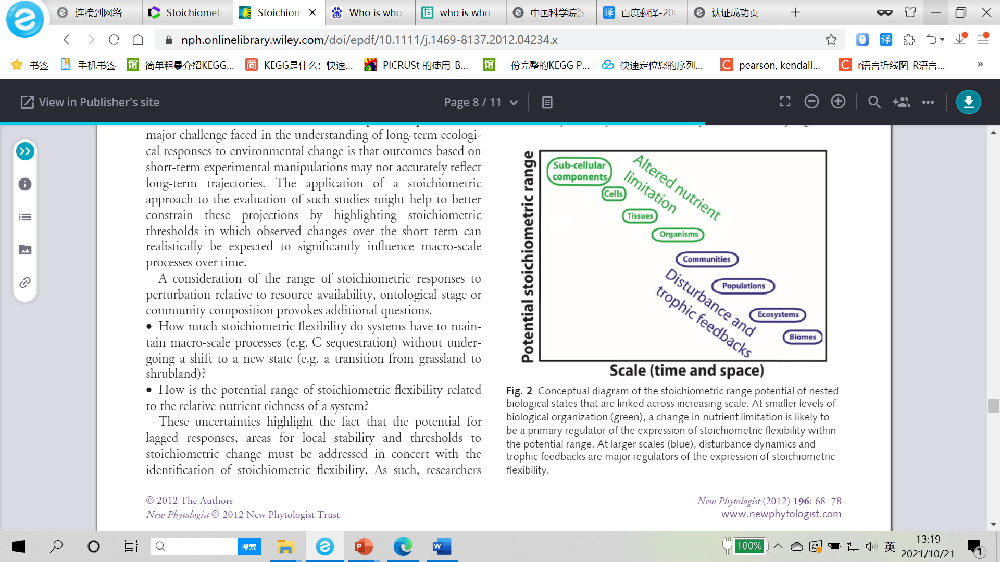 连接到网络
Stoichiomet
Stoichiom
Who is who
who is who
中国科学院沈
百度翻译-200
认证成功页
nph.onlinelibrary.wiley.com/doi/epdf/10.1111/j.1469-8137.2012.04234.x
书签
手机书签
简单粗暴介绍KEGG...
KEGG是什么：快速...
PICRUSt 的使用_B...
一份完整的KEGG P...
快速定位您的序列...
pearson, kendall...
r语言折线图_R语言...
View in Publisher's site
Page 8 / 11
major challenge faced in the understanding of long-term ecologi-
cal responses to environmental change is that outcomes based on
short-term experimental manipulations may not accurately reflect
long-term trajectories. The application of a stoichiometric
approach to the evaluation of such studies might help to better
constrain these projections by highlighting stoichiometric
thresholds in which observed changes over the short term can
realistically be expected to significantly influence macro-scale
processes over time.
A consideration of the range of stoichiometric responses to
perturbation relative to resource availability, ontological stage or
community composition provokes additional questions.
• How much stoichiometric flexibility do systems have to main-
tain macro-scale processes (e.g. C sequestration) without under-
going a shift to a new state (e.g. a transition from grassland to
shrubland)?
• How is the potential range of stoichiometric flexibility related
to the relative nutrient richness of a system?
These uncertainties highlight the fact that the potential for
lagged responses, areas for local stability and thresholds to
stoichiometric change must be addressed in concert with the
identification of stoichiometric flexibility. As such, researchers
Potential stoichiometric range
Sub-cellular
components
Cells
Tissues
Organisms
Altered nutrient
limitation
Communities
Populations
Ecosystems
Biomes
Disturbance and
trophic feedbacks
Scale (time and space)
Fig. 2 Conceptual diagram of the stoichiometric range potential of nested
biological states that are linked across increasing scale. At smaller levels of
biological organization (green), a change in nutrient limitation is likely to
be a primary regulator of the expression of stoichiometric flexibility within
the potential range. At larger scales (blue), disturbance dynamics and
trophic feedbacks are major regulators of the expression of stoichiometric
flexibility.
© 2012 The Authors
New Phytologist © 2012 New Phytologist Trust
New Phytologist (2012) 196: 68–78
www.newphytologist.com
搜索
100%
英
13:19
2021/10/21
1